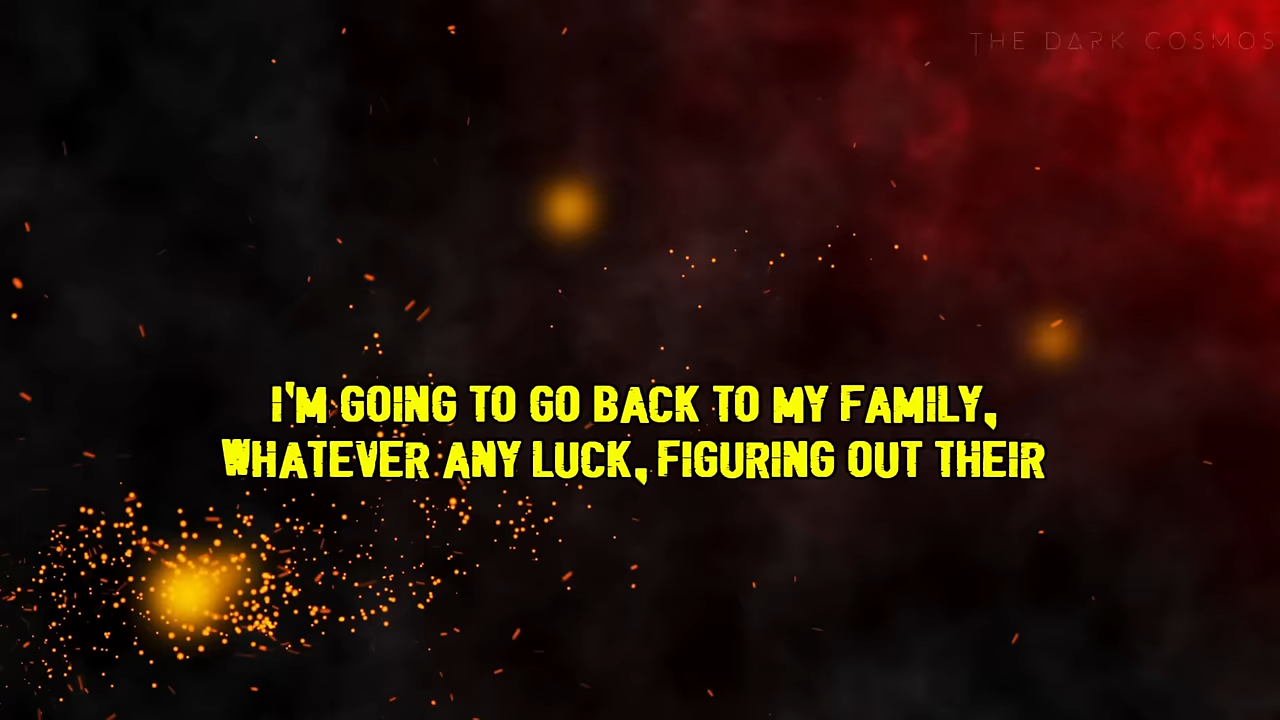 THE DARK COSMOS
I'M GOING TO GO BACK TO MY FAMILY,
WHATEVER ANY LUCK, FIGURING OUT THEIR